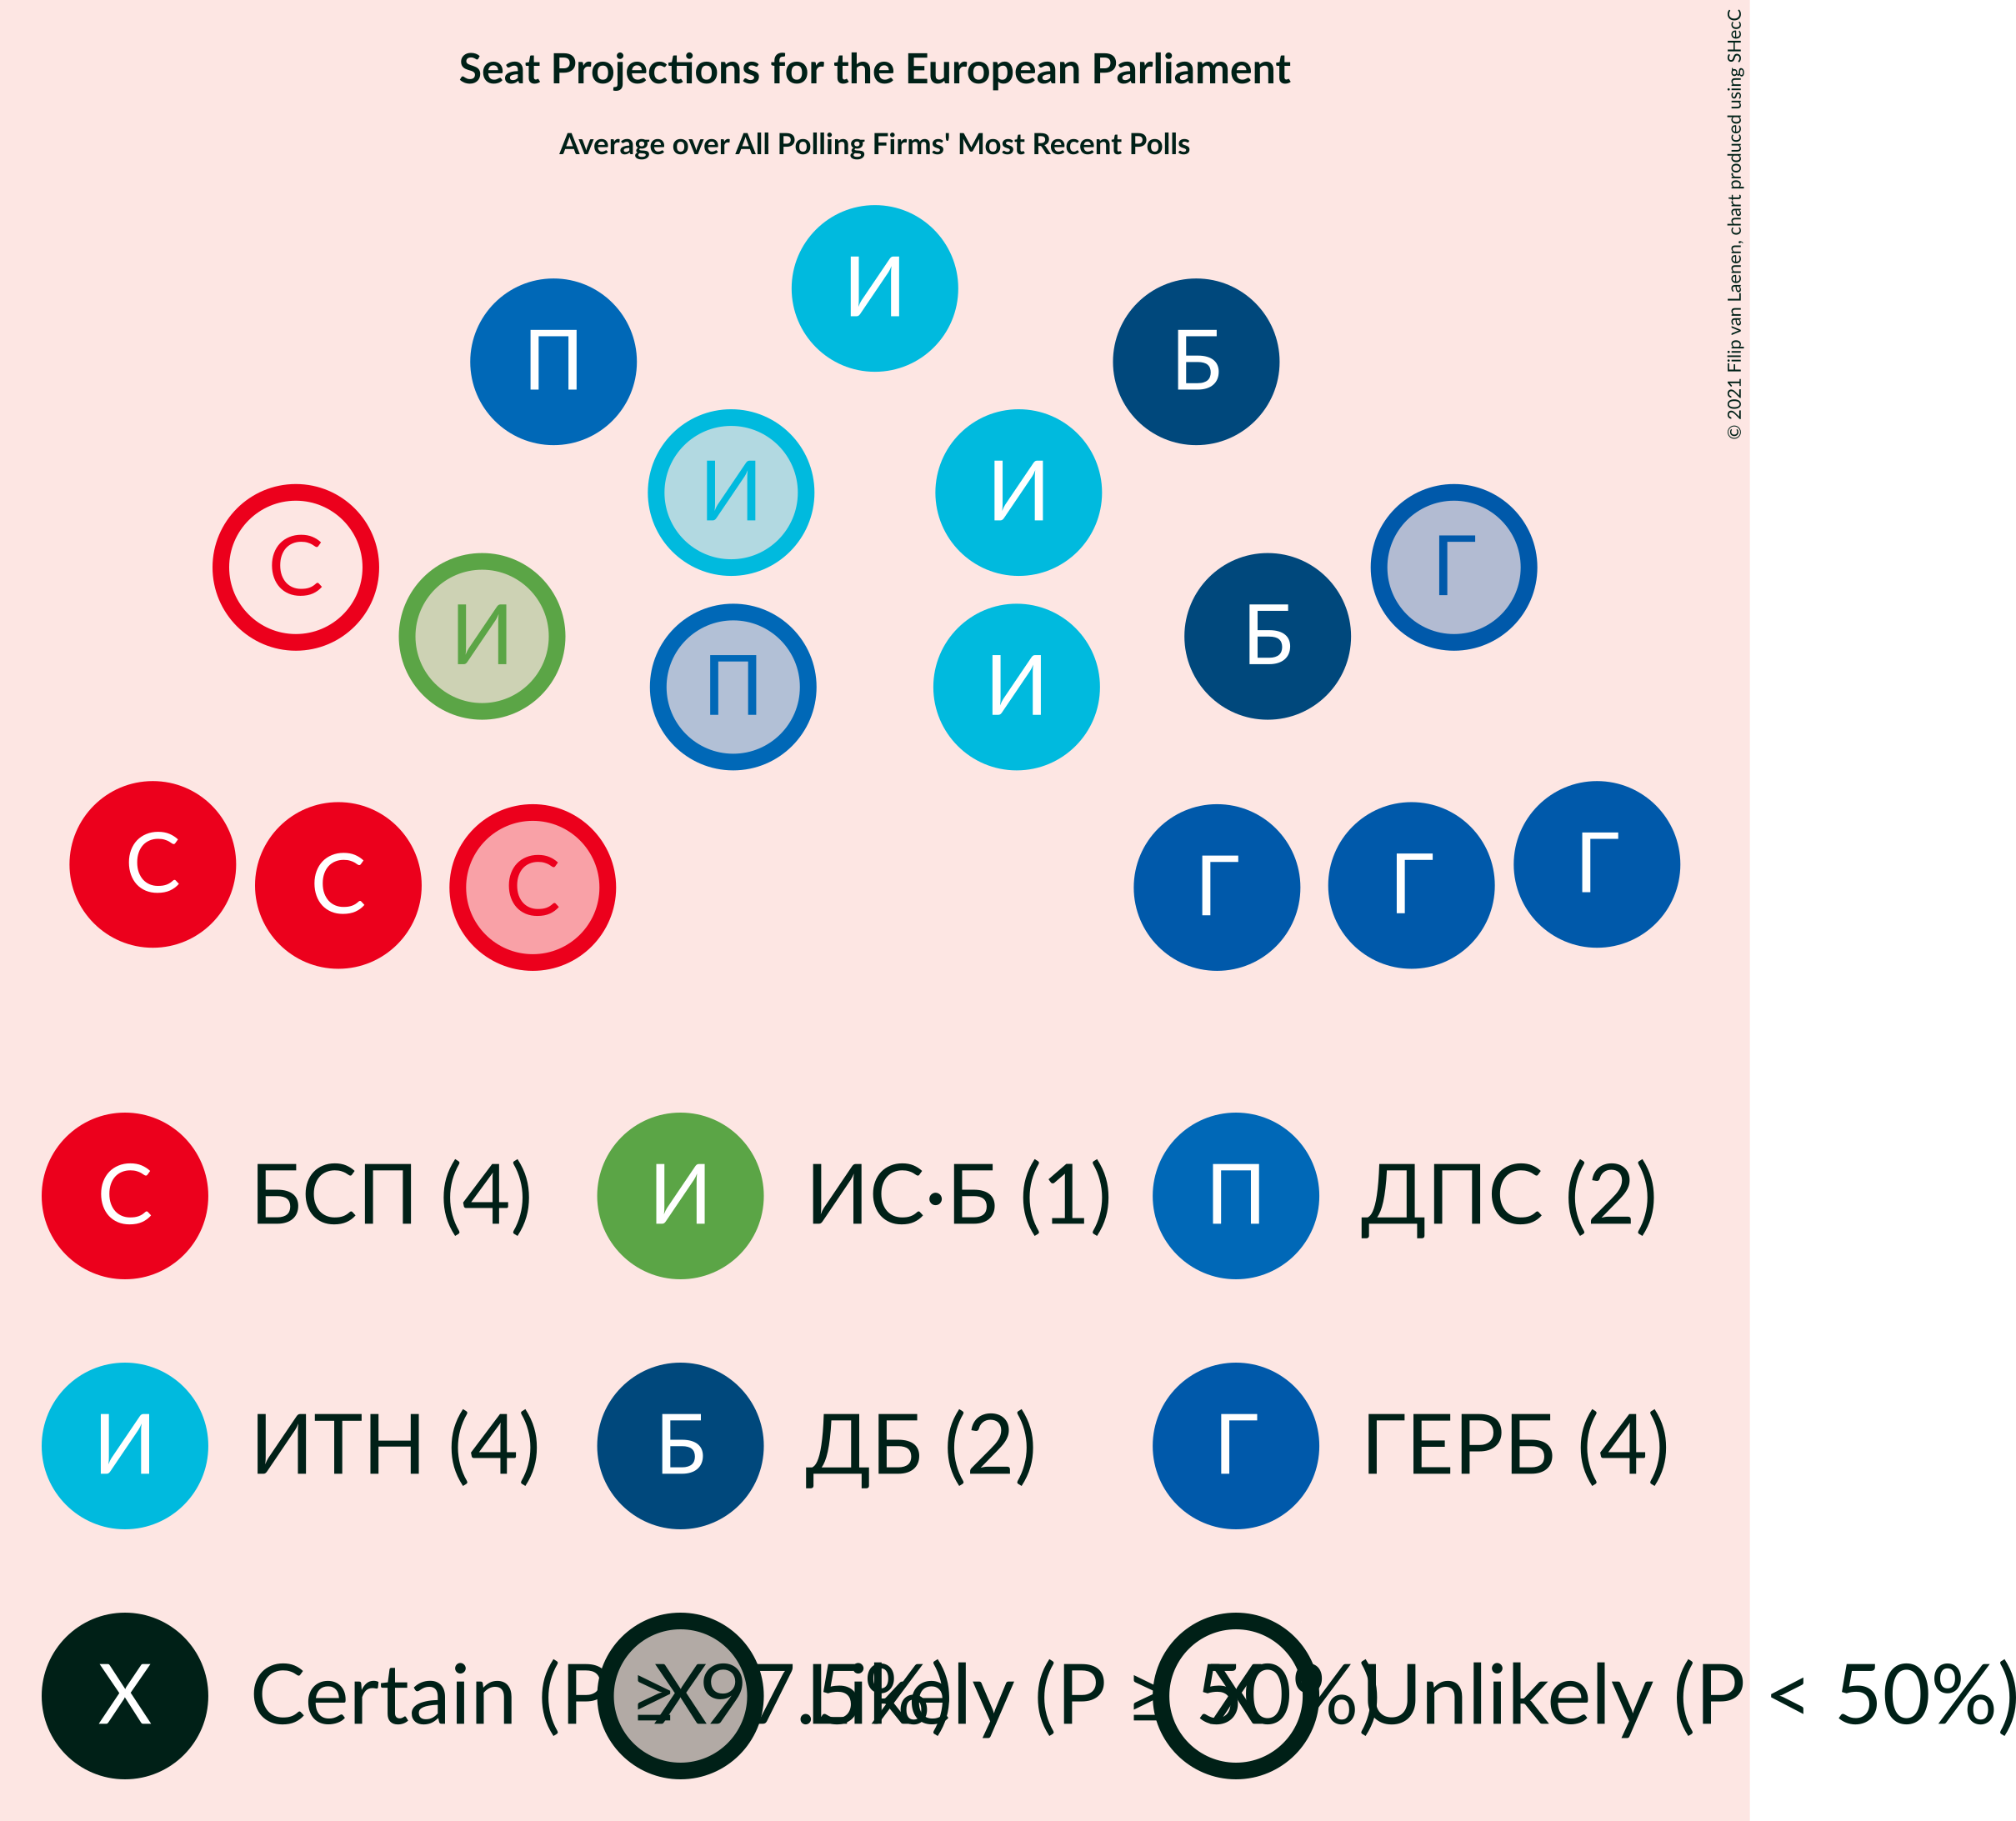 Seat Projections for the European Parliament
Average over All Polling Firms' Most Recent Polls
© 2021 Filip van Laenen, chart produced using SHecC
И
П
Б
И
И
С
Г
И
Б
П
И
С
С
С
Г
Г
Г
С БСП (4)
И ИС•Б (1)
П ДПС (2)
И ИТН (4)
Б ДБ (2)
Г ГЕРБ (4)
X Certain (P ≥ 97.5%)
X Likely (P ≥ 50%)
X Unlikely (P < 50%)